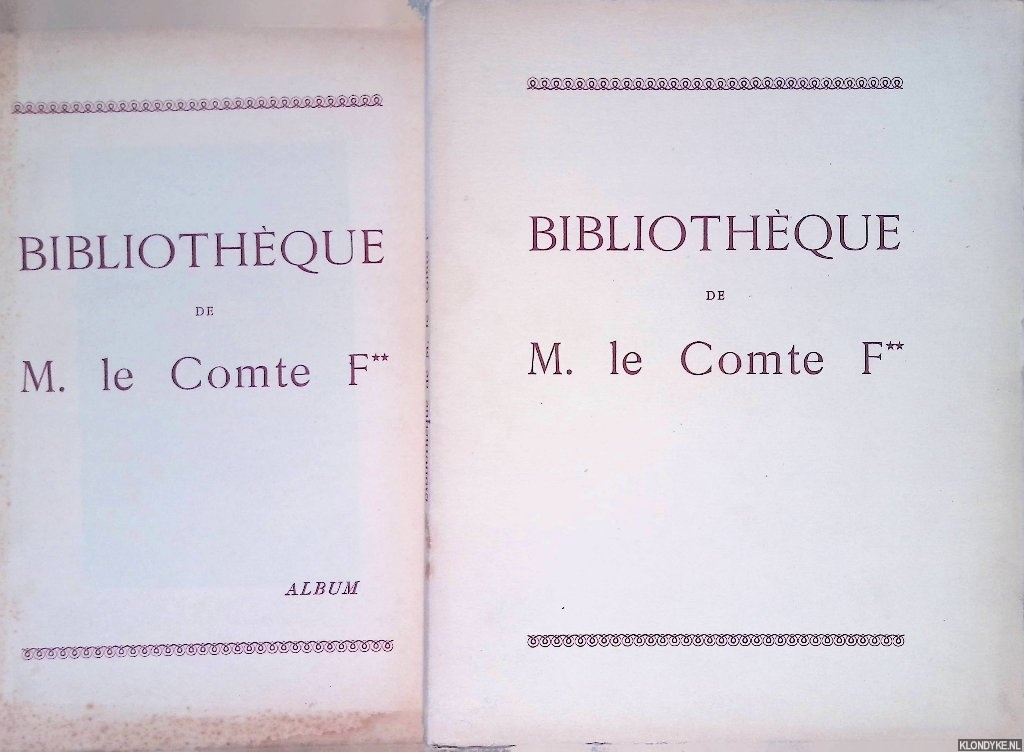 BIBLIOTHÈQUE
DE
M. le Comte F**
ALBUM
BIBLIOTHÈQUE
DE
M. le Comte F**
KLONDYKE.NL